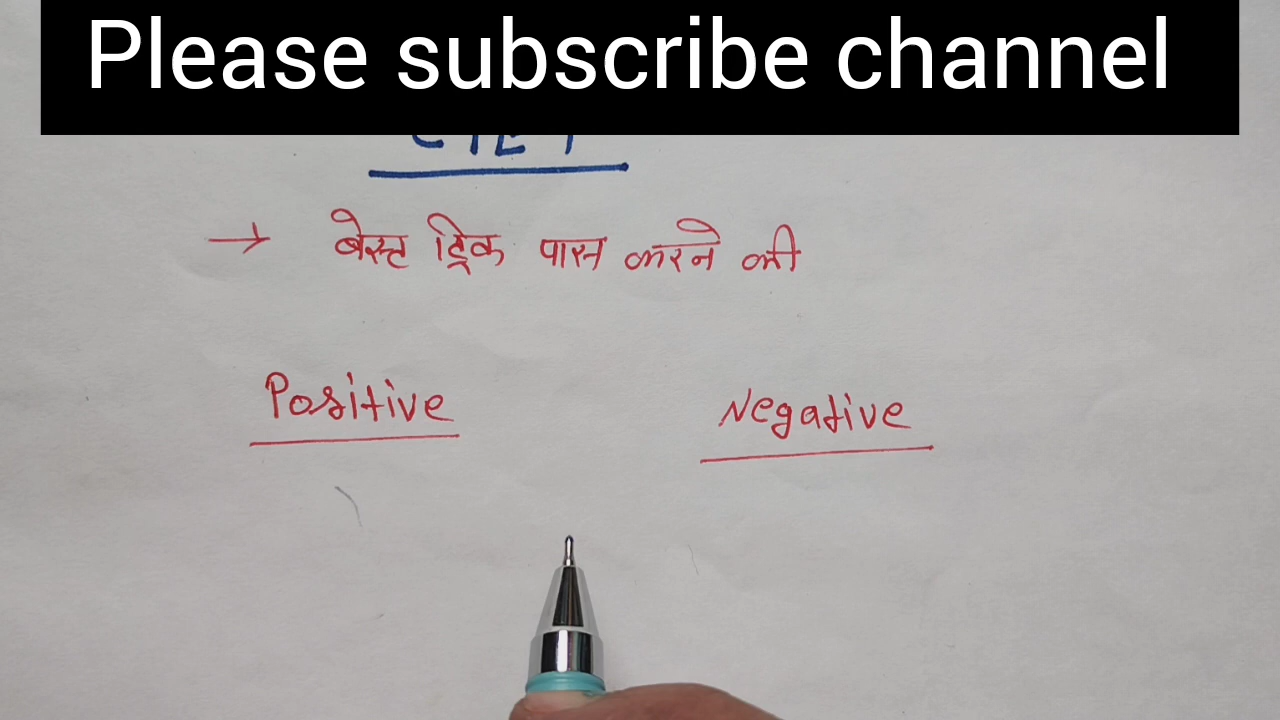 Please subscribe channel
→ बेस्ट ट्रिक पास करने की
Positive Negative